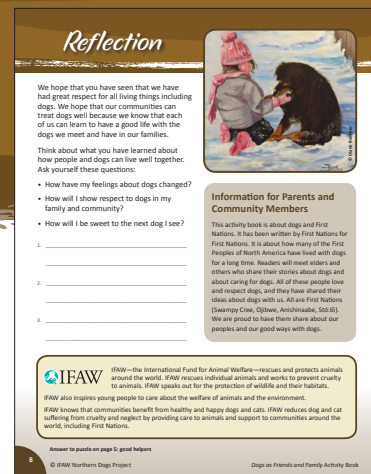 Reflection
We hope that you have seen that we have
had great respect for all living things including
dogs. We hope that our communities can
treat dogs well because we know that each
of us can learn to have a good life with the
dogs we meet and have in our families.
Think about what you have learned about
how people and dogs can live well together.
Ask yourself these questions:
• How have my feelings about dogs changed?
• How will I show respect to dogs in my
family and community?
• How will I be sweet to the next dog I see?
1.
2.
3.
Information for Parents and
Community Members
This activity book is about dogs and First
Nations. It has been written by First Nations for
First Nations. It is about how many of the First
Peoples of North America have lived with dogs
for a long time. Readers will meet elders and
others who share their stories about dogs and
about caring for dogs. All of these people love
and respect dogs, and they have shared their
ideas about dogs with us. All are First Nations
(Swampy Cree, Ojibwe, Anishinaabe, Stó:lō).
We are proud to have them share about our
peoples and our good ways with dogs.
IFAW
IFAW—the International Fund for Animal Welfare—rescues and protects animals
around the world. IFAW rescues individual animals and works to prevent cruelty
to animals. IFAW speaks out for the protection of wildlife and their habitats.
IFAW also inspires young people to care about the welfare of animals and the environment.
IFAW knows that communities benefit from healthy and happy dogs and cats. IFAW reduces dog and cat
suffering from cruelty and neglect by providing care to animals and support to communities around the
world, including First Nations.
Answer to puzzle on page 5: good helpers
8
© IFAW Northern Dogs Project
Dogs as Friends and Family Activity Book